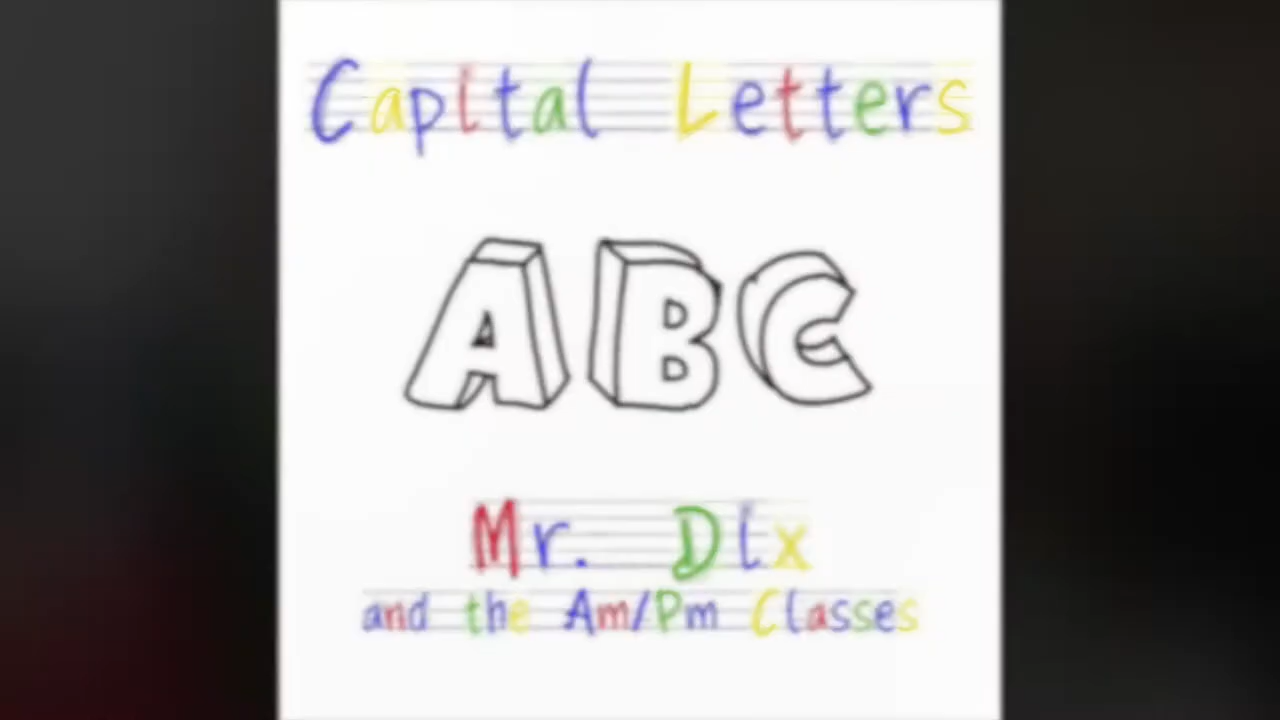 Capital Letters
ABC
Mr. Dix
and the Am/Pm Classes